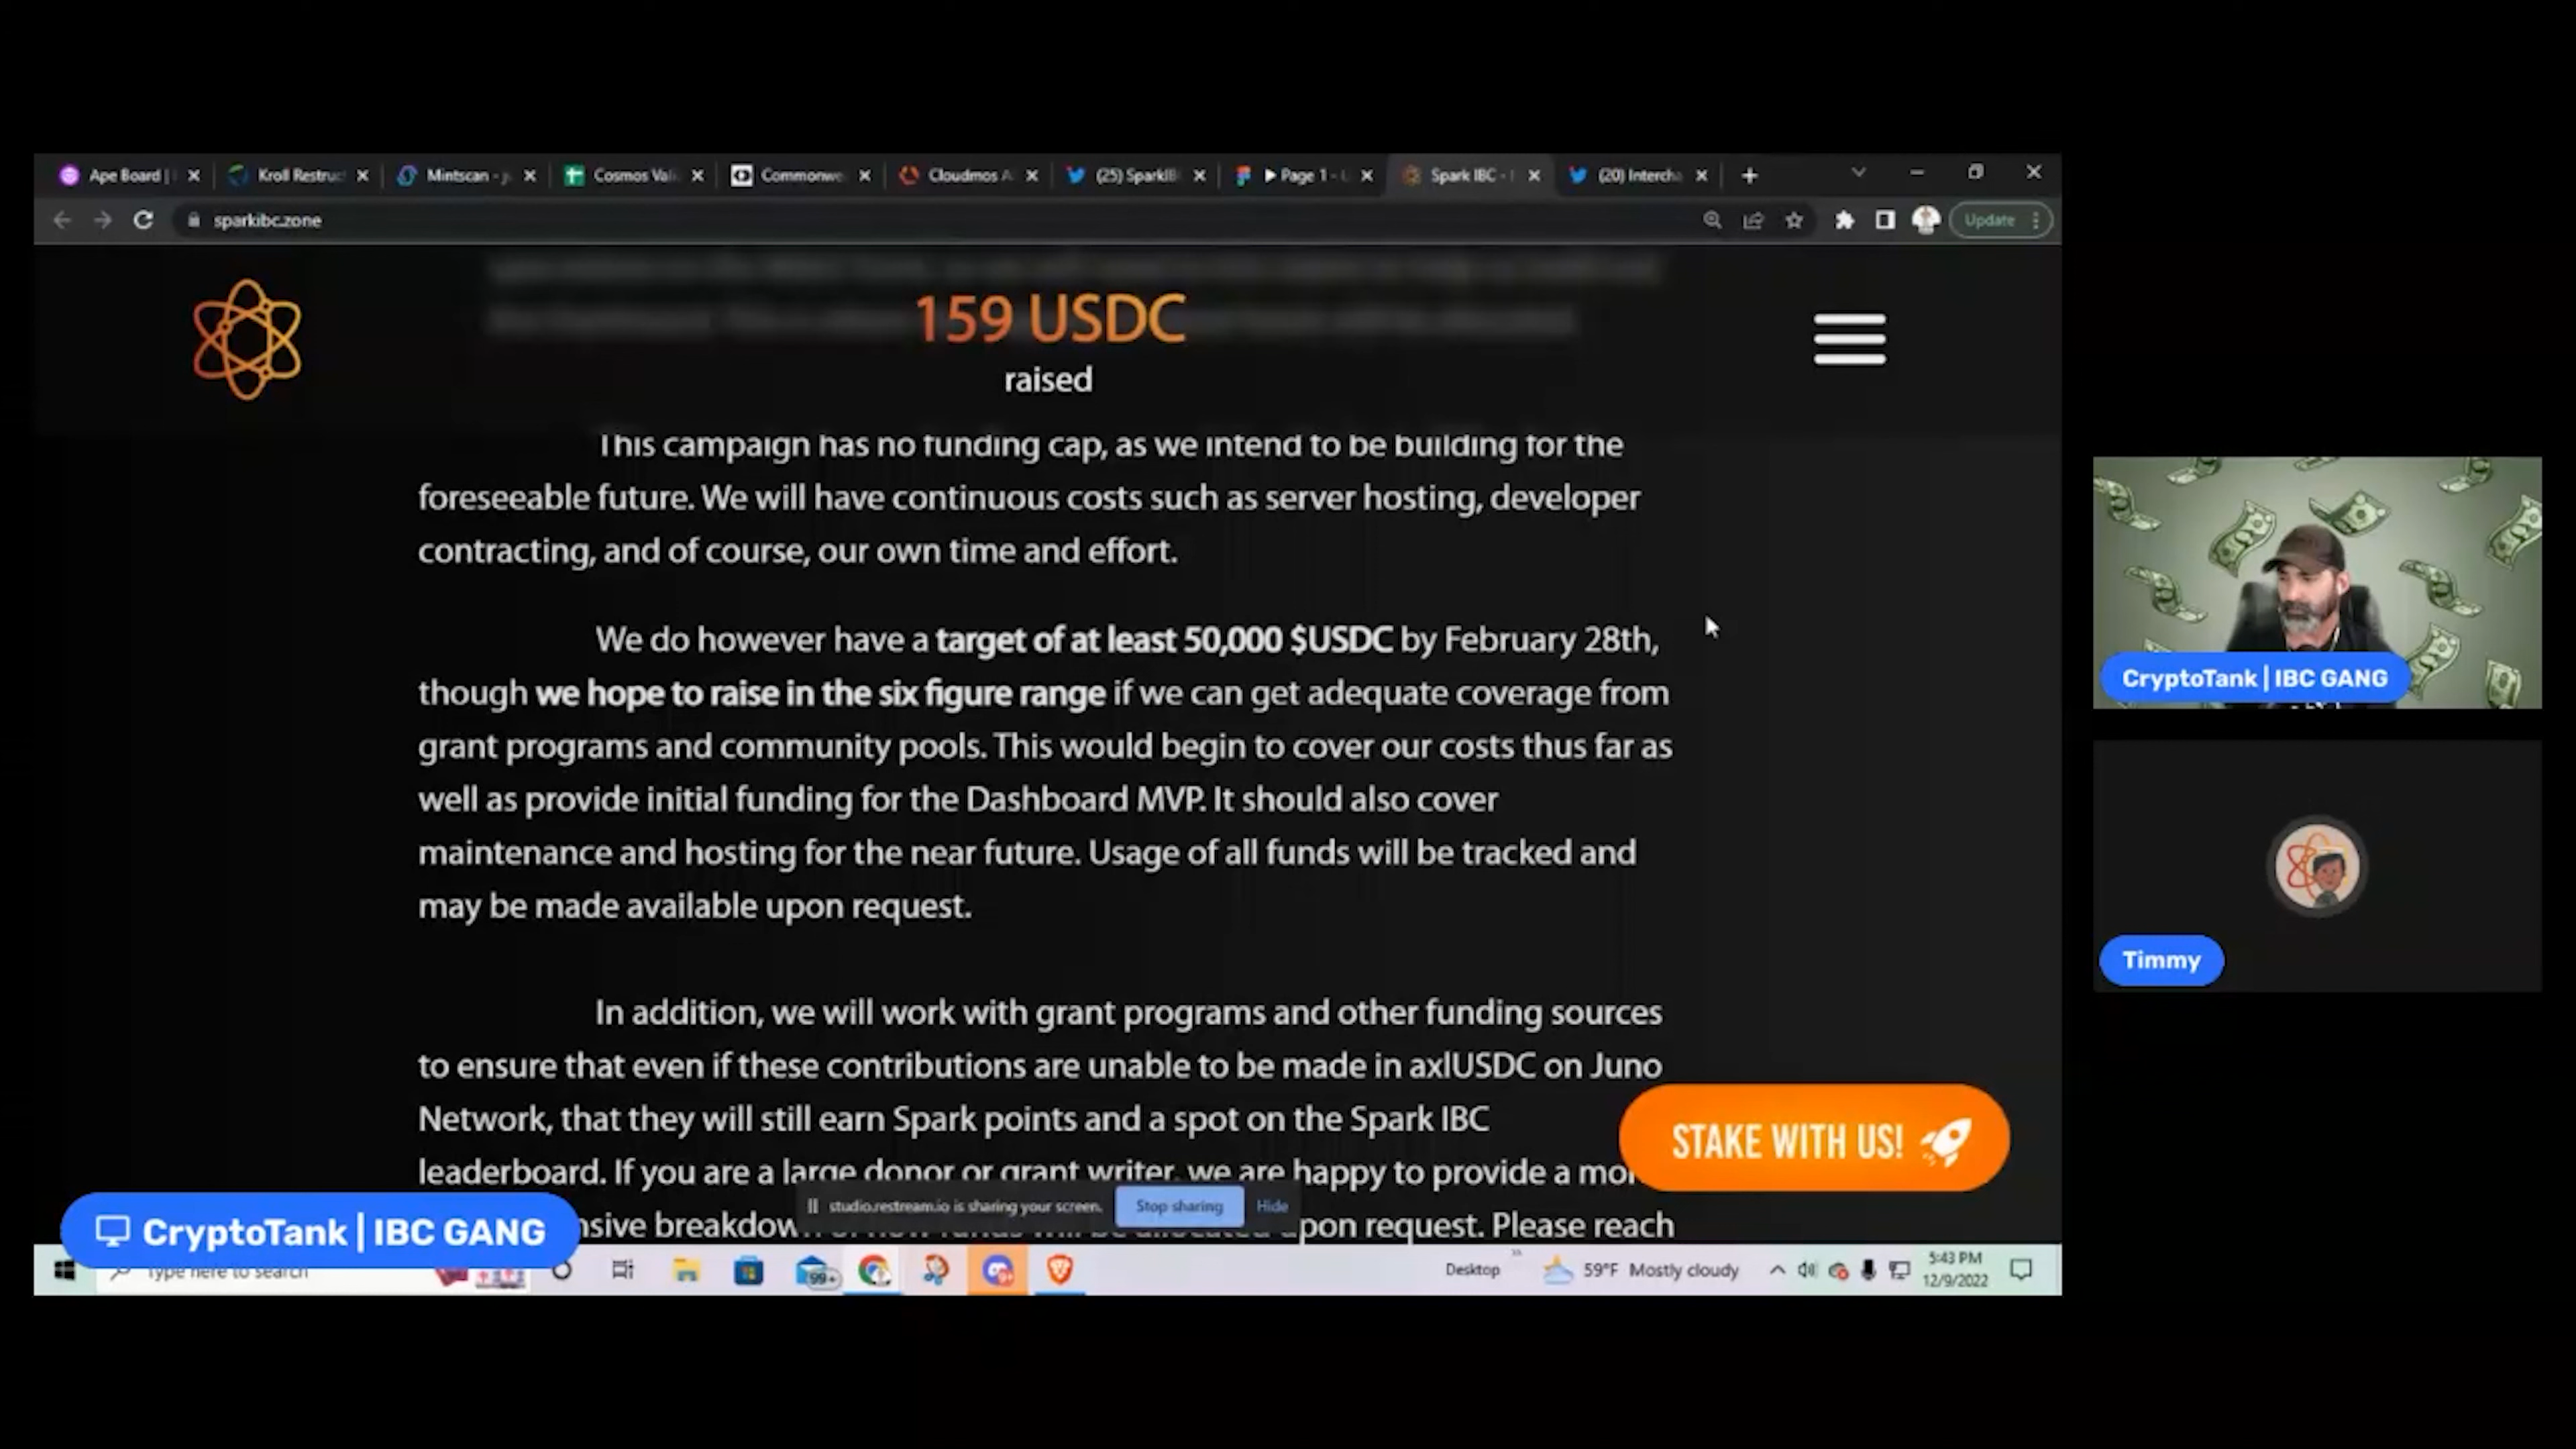 Ape Board |
Kroll Restruc
Mintscan -
Cosmos Vali
Commonwe
Cloudmos A
(25) SparkIB
Page 1 -
Spark IBC -
(20) Interch
sparkibc.zone
Update
159 USDC
raised
This campaign has no funding cap, as we intend to be building for the
foreseeable future. We will have continuous costs such as server hosting, developer
contracting, and of course, our own time and effort.
We do however have a target of at least 50,000 $USDC by February 28th,
though we hope to raise in the six figure range if we can get adequate coverage from
grant programs and community pools. This would begin to cover our costs thus far as
well as provide initial funding for the Dashboard MVP. It should also cover
maintenance and hosting for the near future. Usage of all funds will be tracked and
may be made available upon request.
In addition, we will work with grant programs and other funding sources
to ensure that even if these contributions are unable to be made in axlUSDC on Juno
Network, that they will still earn Spark points and a spot on the Spark IBC
leaderboard. If you are a large donor or grant writer, we are happy to provide a mor
nsive breakdown of how funds will be allocated upon request. Please reach
STAKE WITH US!
studio.restream.io is sharing your screen.
Stop sharing
Hide
CryptoTank | IBC GANG
Type here to search
99+
9+
Desktop
59°F Mostly cloudy
5:43 PM
12/9/2022
CryptoTank | IBC GANG
Timmy